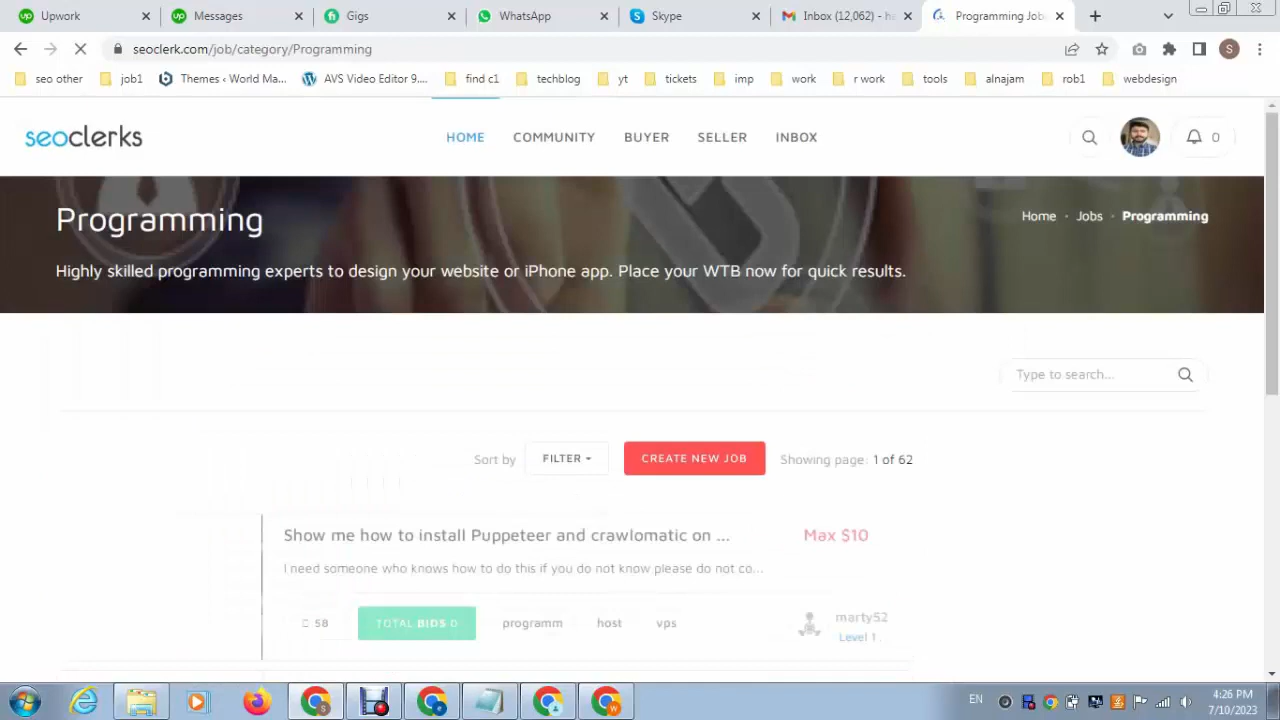 Upwork
Messages
Gigs
WhatsApp
Skype
Inbox (12,062) - ha
Programming Job
seoclerk.com/job/category/Programming
S
seo other
job1
Themes ‹ World Ma...
AVS Video Editor 9....
find c1
techblog
yt
tickets
imp
work
r work
tools
alnajam
rob1
webdesign
seoclerks
HOME
COMMUNITY
BUYER
SELLER
INBOX
0
Programming
Home · Jobs · Programming
Highly skilled programming experts to design your website or iPhone app. Place your WTB now for quick results.
Type to search...
Sort by
FILTER
CREATE NEW JOB
Showing page: 1 of 62
Show me how to install Puppeteer and crawlomatic on ...
Max $10
I need someone who knows how to do this if you do not know please do not co...
58
TOTAL BIDS 0
programm
host
vps
marty52
Level 1
EN
4:26 PM
7/10/2023